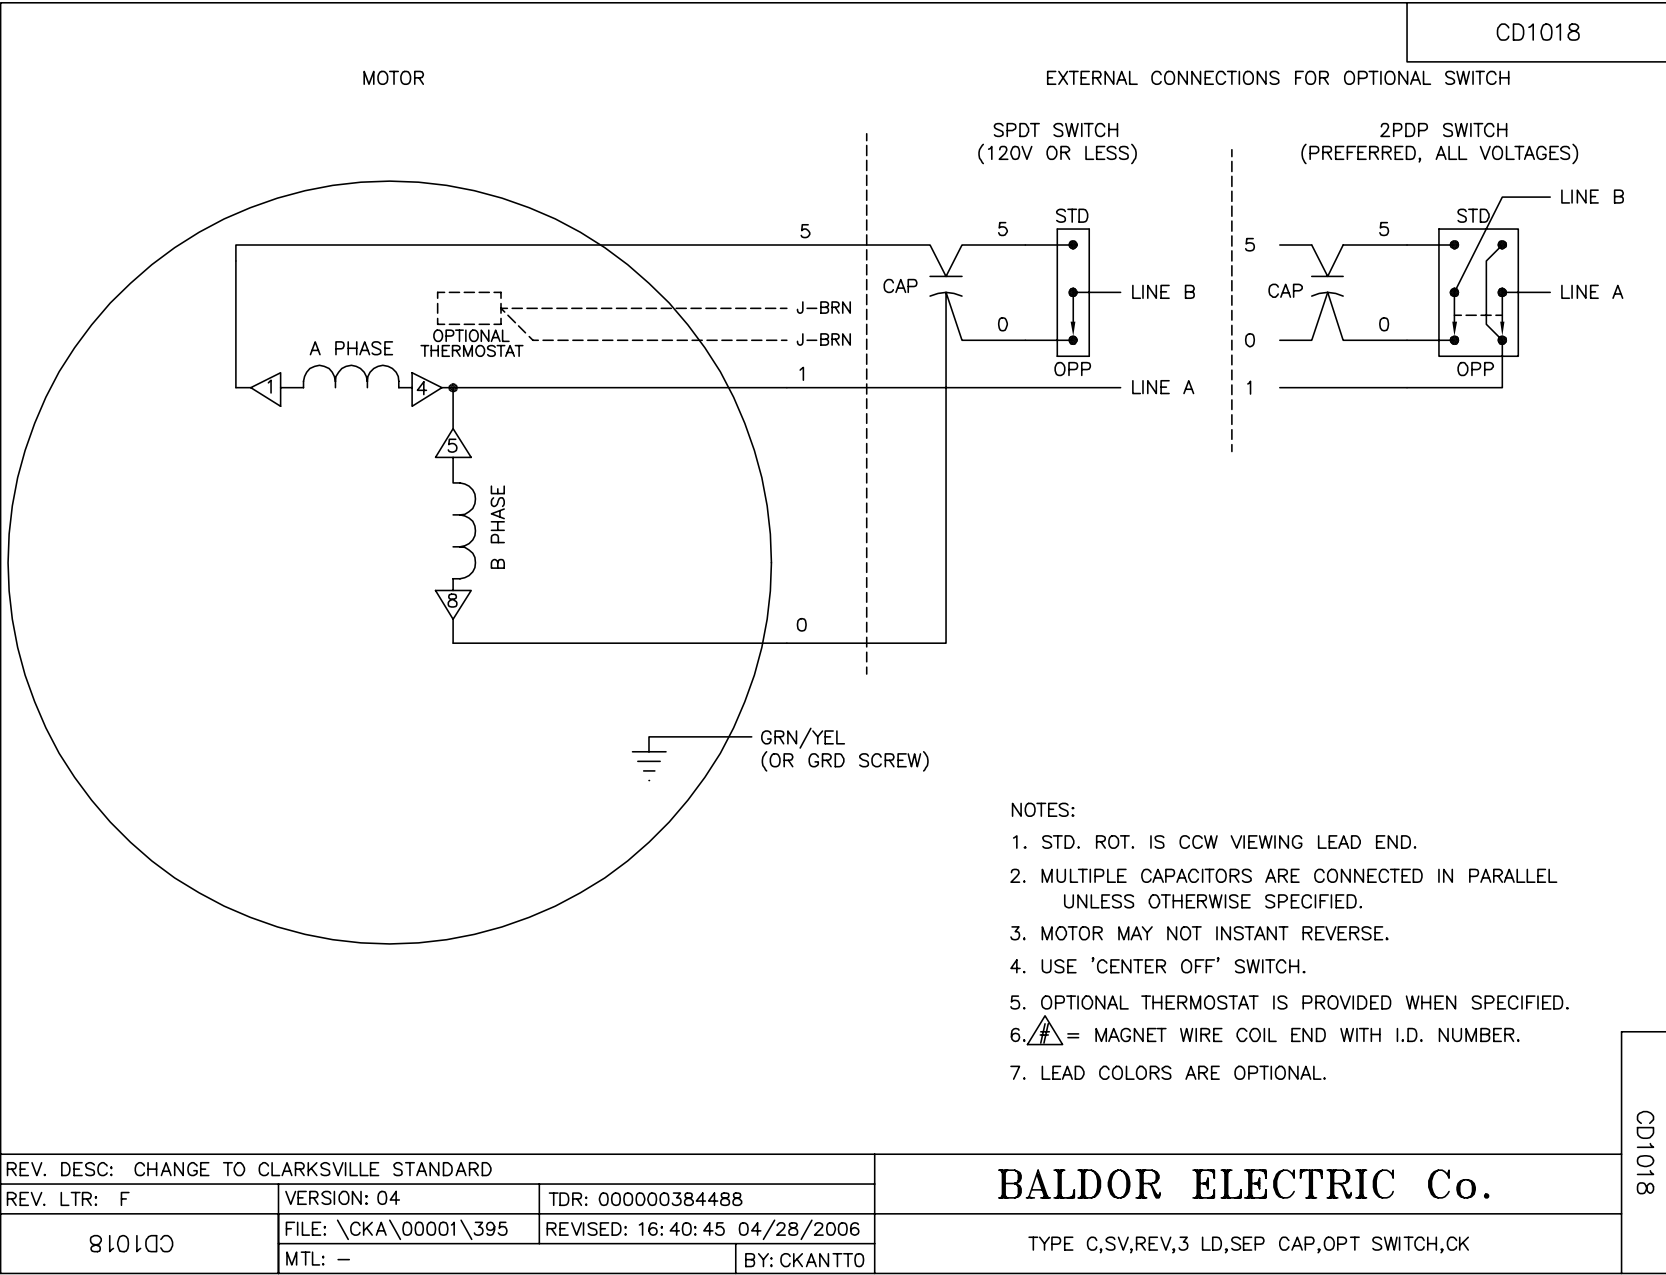 CD1018
MOTOR
EXTERNAL CONNECTIONS FOR OPTIONAL SWITCH
SPDT SWITCH
(120V OR LESS)
2PDP SWITCH
(PREFERRED, ALL VOLTAGES)
5
5
STD
CAP
LINE B
0
OPP
5
5
STD
LINE B
CAP
LINE A
0
0
OPP
1
J-BRN
J-BRN
OPTIONAL
THERMOSTAT
A PHASE
1
4
1
LINE A
5
B PHASE
8
0
GRN/YEL
(OR GRD SCREW)
NOTES:
1. STD. ROT. IS CCW VIEWING LEAD END.
2. MULTIPLE CAPACITORS ARE CONNECTED IN PARALLEL
UNLESS OTHERWISE SPECIFIED.
3. MOTOR MAY NOT INSTANT REVERSE.
4. USE 'CENTER OFF' SWITCH.
5. OPTIONAL THERMOSTAT IS PROVIDED WHEN SPECIFIED.
6. # = MAGNET WIRE COIL END WITH I.D. NUMBER.
7. LEAD COLORS ARE OPTIONAL.
CD1018
REV. DESC: CHANGE TO CLARKSVILLE STANDARD
REV. LTR: F
VERSION: 04
TDR: 000000384488
FILE: \CKA\00001\395
REVISED: 16:40:45 04/28/2006
CD1018
MTL: -
BY: CKANTTO
BALDOR ELECTRIC Co.
TYPE C,SV,REV,3 LD,SEP CAP,OPT SWITCH,CK